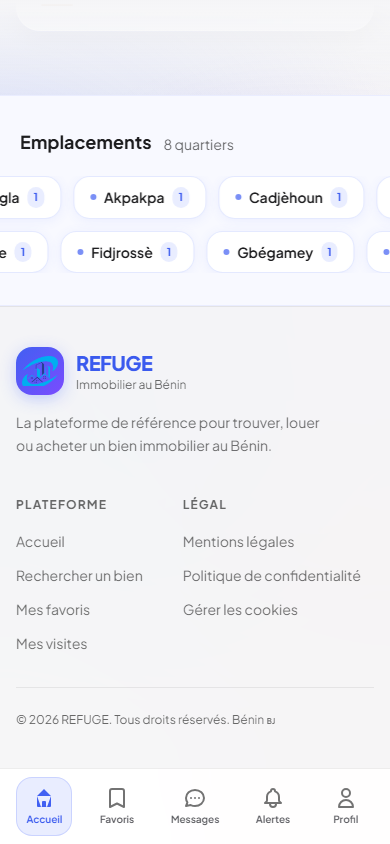 Emplacements 8 quartiers
gla 1 Akpakpa 1 Cadjèhoun 1
e 1 Fidjrossè 1 Gbégamey 1
REFUGE
Immobilier au Bénin
La plateforme de référence pour trouver, louer
ou acheter un bien immobilier au Bénin.
PLATEFORME LÉGAL
Accueil Mentions légales
Rechercher un bien Politique de confidentialité
Mes favoris Gérer les cookies
Mes visites
© 2026 REFUGE. Tous droits réservés. Bénin BJ
Accueil Favoris Messages Alertes Profil